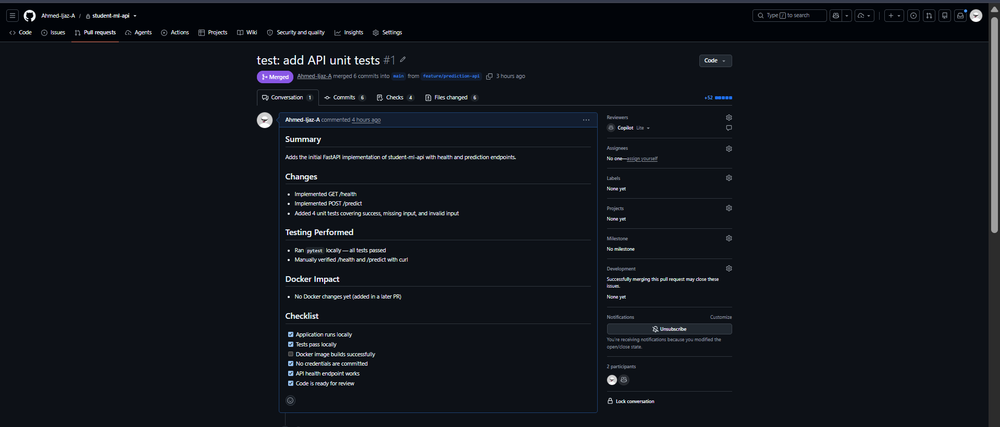 Ahmed-Ijaz-A / student-ml-api
Type / to search
Code Issues Pull requests Agents Actions Projects Wiki Security and quality Insights Settings
test: add API unit tests #1
Code
Merged Ahmed-Ijaz-A merged 6 commits into main from feature/prediction-api 3 hours ago
Conversation 1 Commits 6 Checks 4 Files changed 6
+52
Ahmed-Ijaz-A commented 4 hours ago
Summary
Adds the initial FastAPI implementation of student-ml-api with health and prediction endpoints.
Changes
Implemented GET /health
Implemented POST /predict
Added 4 unit tests covering success, missing input, and invalid input
Testing Performed
Ran pytest locally — all tests passed
Manually verified /health and /predict with curl
Docker Impact
No Docker changes yet (added in a later PR)
Checklist
Application runs locally
Tests pass locally
Docker image builds successfully
No credentials are committed
API health endpoint works
Code is ready for review
Reviewers
Copilot Lite
Assignees
No one—assign yourself
Labels
None yet
Projects
None yet
Milestone
No milestone
Development
Successfully merging this pull request may close these
issues.
None yet
Notifications Customize
Unsubscribe
You're receiving notifications because you modified the
open/close state.
2 participants
Lock conversation